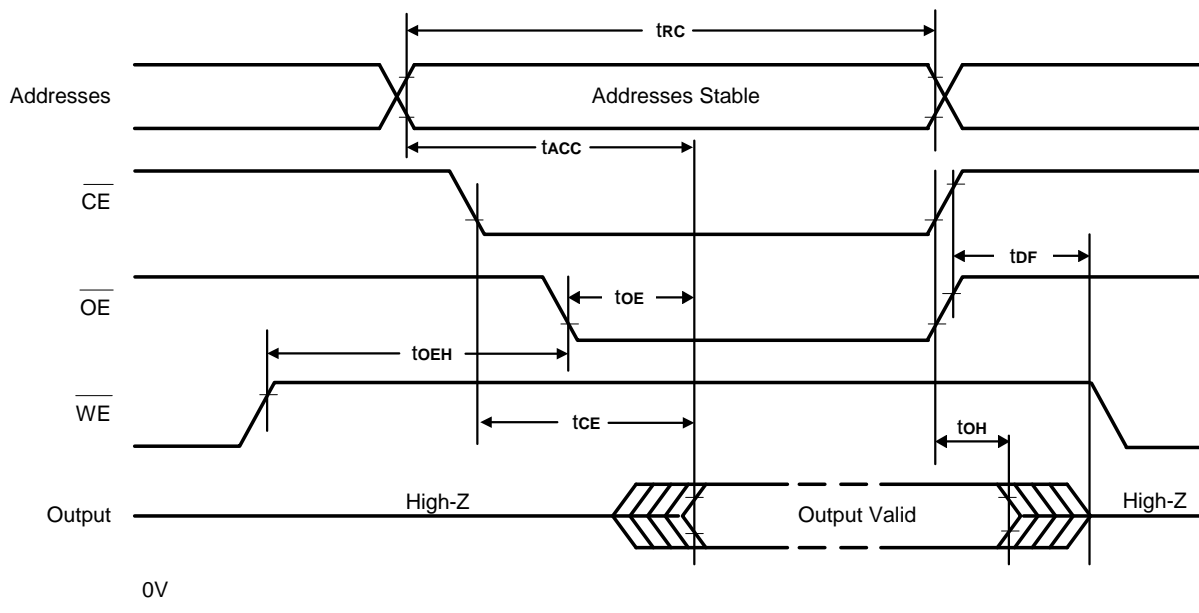 tRC
Addresses
Addresses Stable
tACC
CE
tDF
OE
tOE
tOEH
WE
tCE
tOH
High-Z
High-Z
Output
Output Valid
0V